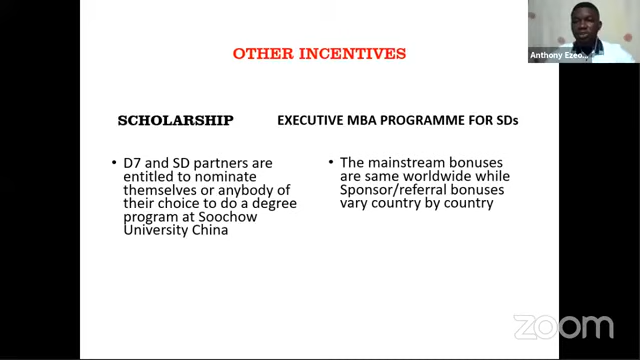 OTHER INCENTIVES
Anthony Ezeo...
SCHOLARSHIP
EXECUTIVE MBA PROGRAMME FOR SDs
• D7 and SD partners are
entitled to nominate
themselves or anybody of
their choice to do a degree
program at Soochow
University China
• The mainstream bonuses
are same worldwide while
Sponsor/referral bonuses
vary country by country
zoom